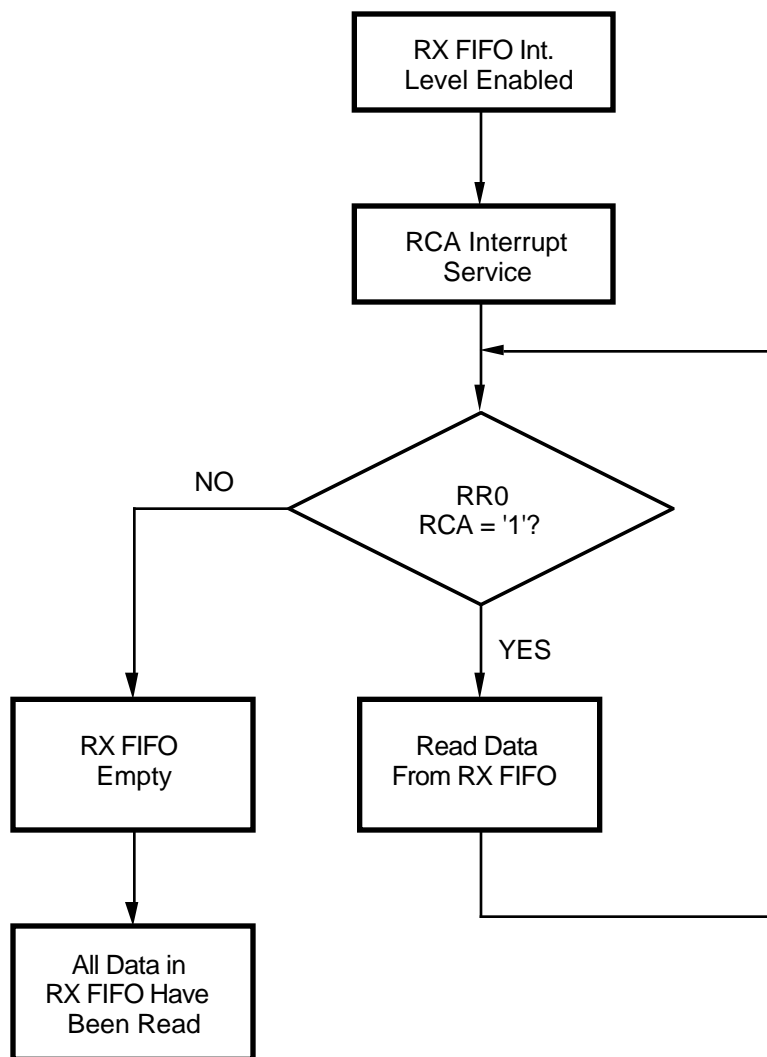 RX FIFO Int.
Level Enabled
RCA Interrupt
Service
RR0
RCA = '1'?
NO
YES
RX FIFO
Empty
Read Data
From RX FIFO
All Data in
RX FIFO Have
Been Read